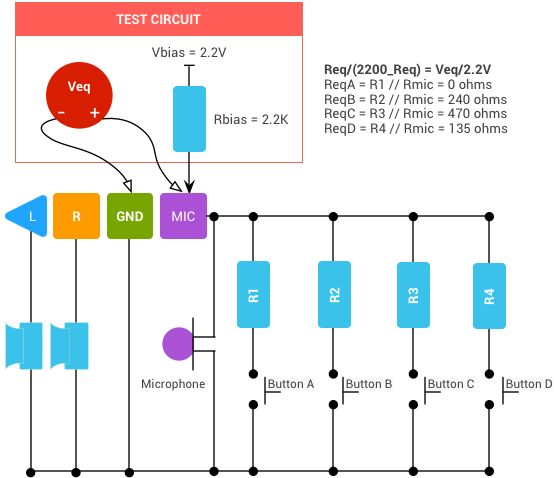 TEST CIRCUIT
Vbias = 2.2V
Veq
- +
Rbias = 2.2K
Req/(2200_Req) = Veq/2.2V
ReqA = R1 // Rmic = 0 ohms
ReqB = R2 // Rmic = 240 ohms
ReqC = R3 // Rmic = 470 ohms
ReqD = R4 // Rmic = 135 ohms
L R GND MIC
R1 R2 R3 R4
Microphone
Button A Button B Button C Button D